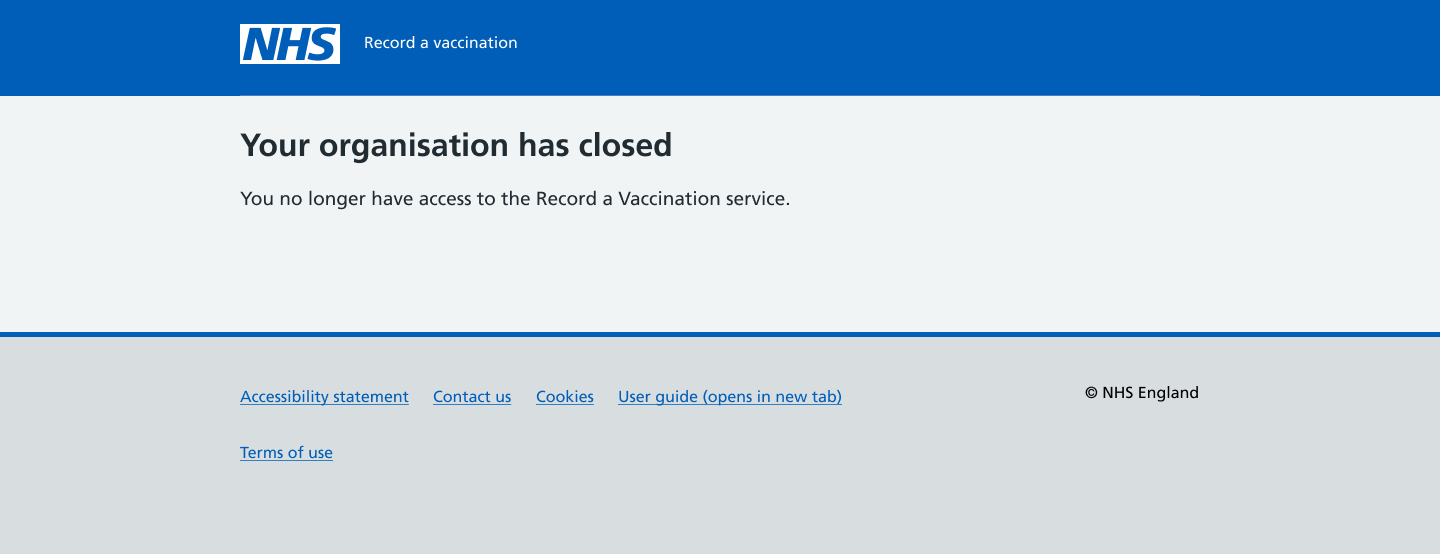 NHS
Record a vaccination
Your organisation has closed
You no longer have access to the Record a Vaccination service.
Accessibility statement Contact us Cookies User guide (opens in new tab)
© NHS England
Terms of use